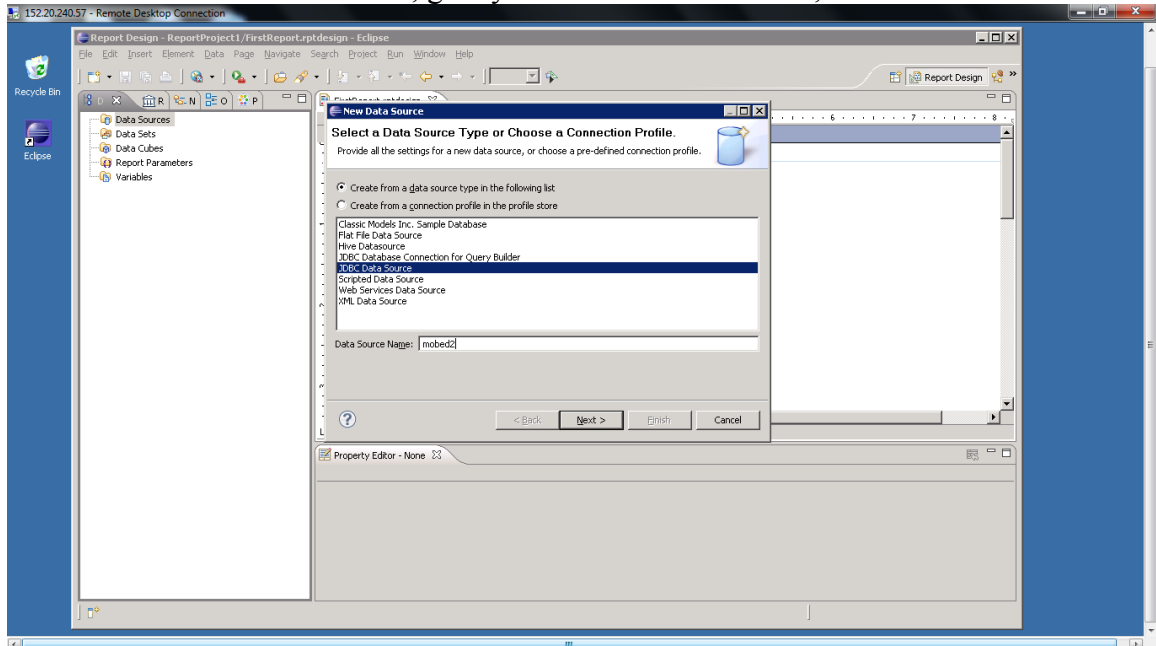 152.20.240.57 - Remote Desktop Connection
Recycle Bin
Eclipse
Report Design - ReportProject1/FirstReport.rptdesign - Eclipse
File Edit Insert Element Data Page Navigate Search Project Run Window Help
Report Design
D R N O P
Data Sources
Data Sets
Data Cubes
Report Parameters
Variables
New Data Source
6 7 8
Select a Data Source Type or Choose a Connection Profile.
Provide all the settings for a new data source, or choose a pre-defined connection profile.
Create from a data source type in the following list
Create from a connection profile in the profile store
Classic Models Inc. Sample Database
Flat File Data Source
Hive Datasource
JDBC Database Connection for Query Builder
JDBC Data Source
Scripted Data Source
Web Services Data Source
XML Data Source
Data Source Name: mobed2
< Back Next > Finish Cancel
Property Editor - None